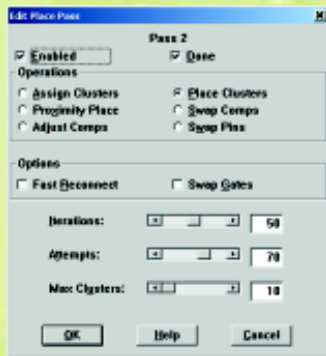 Edit Place Pass
Pass 2
Enabled
Done
Operations
Assign Clusters
Place Clusters
Proximity Place
Swap Comps
Adjust Comps
Swap Pins
Options
Fast Reconnect
Swap Gates
Iterations: 50
Attempts: 70
Max Clusters: 10
OK
Help
Cancel